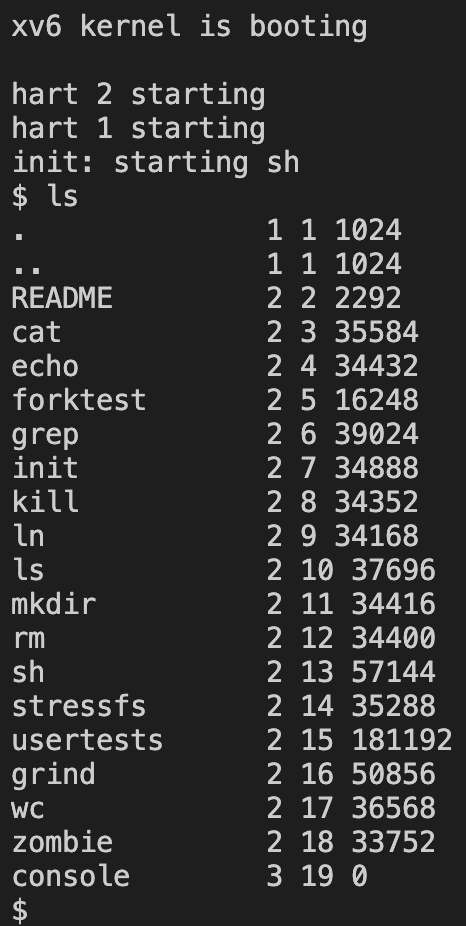 xv6 kernel is booting

hart 2 starting
hart 1 starting
init: starting sh
$ ls
.              1 1 1024
..             1 1 1024
README         2 2 2292
cat            2 3 35584
echo           2 4 34432
forktest       2 5 16248
grep           2 6 39024
init           2 7 34888
kill           2 8 34352
ln             2 9 34168
ls             2 10 37696
mkdir          2 11 34416
rm             2 12 34400
sh             2 13 57144
stressfs       2 14 35288
usertests      2 15 181192
grind          2 16 50856
wc             2 17 36568
zombie         2 18 33752
console        3 19 0
$